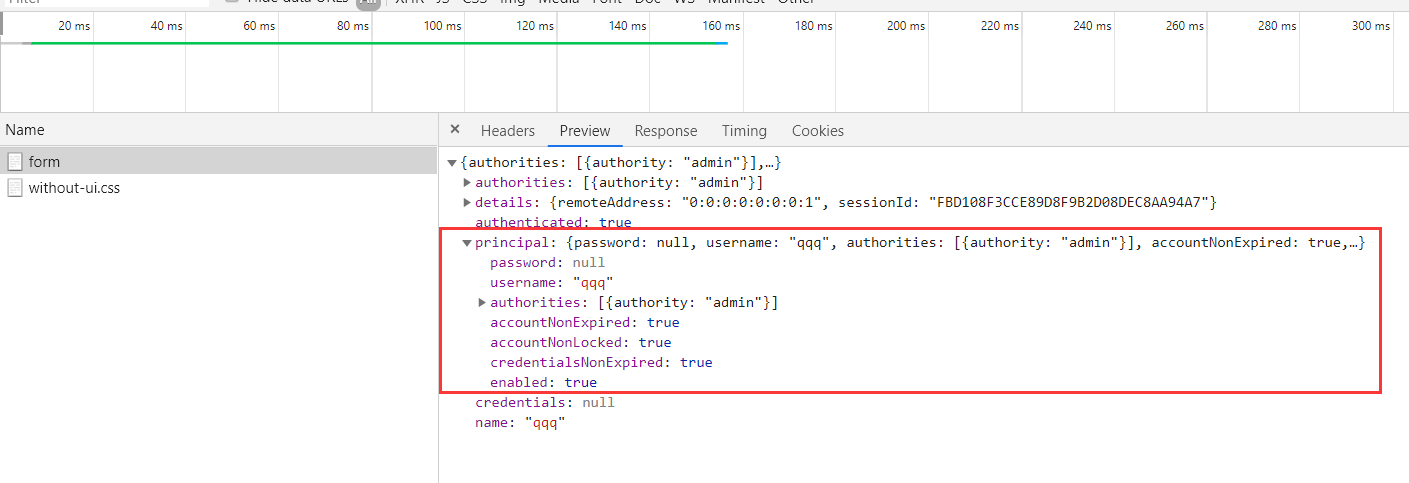 Filter Hide data URLs All XHR JS CSS Img Media Font Doc WS Manifest Other
20 ms 40 ms 60 ms 80 ms 100 ms 120 ms 140 ms 160 ms 180 ms 200 ms 220 ms 240 ms 260 ms 280 ms 300 ms
Name
× Headers Preview Response Timing Cookies
form
without-ui.css
▼{authorities: [{authority: "admin"}],…}
▶authorities: [{authority: "admin"}]
▶details: {remoteAddress: "0:0:0:0:0:0:0:1", sessionId: "FBD108F3CCE89D8F9B2D08DEC8AA94A7"}
authenticated: true
▼principal: {password: null, username: "qqq", authorities: [{authority: "admin"}], accountNonExpired: true,…}
password: null
username: "qqq"
▶authorities: [{authority: "admin"}]
accountNonExpired: true
accountNonLocked: true
credentialsNonExpired: true
enabled: true
credentials: null
name: "qqq"